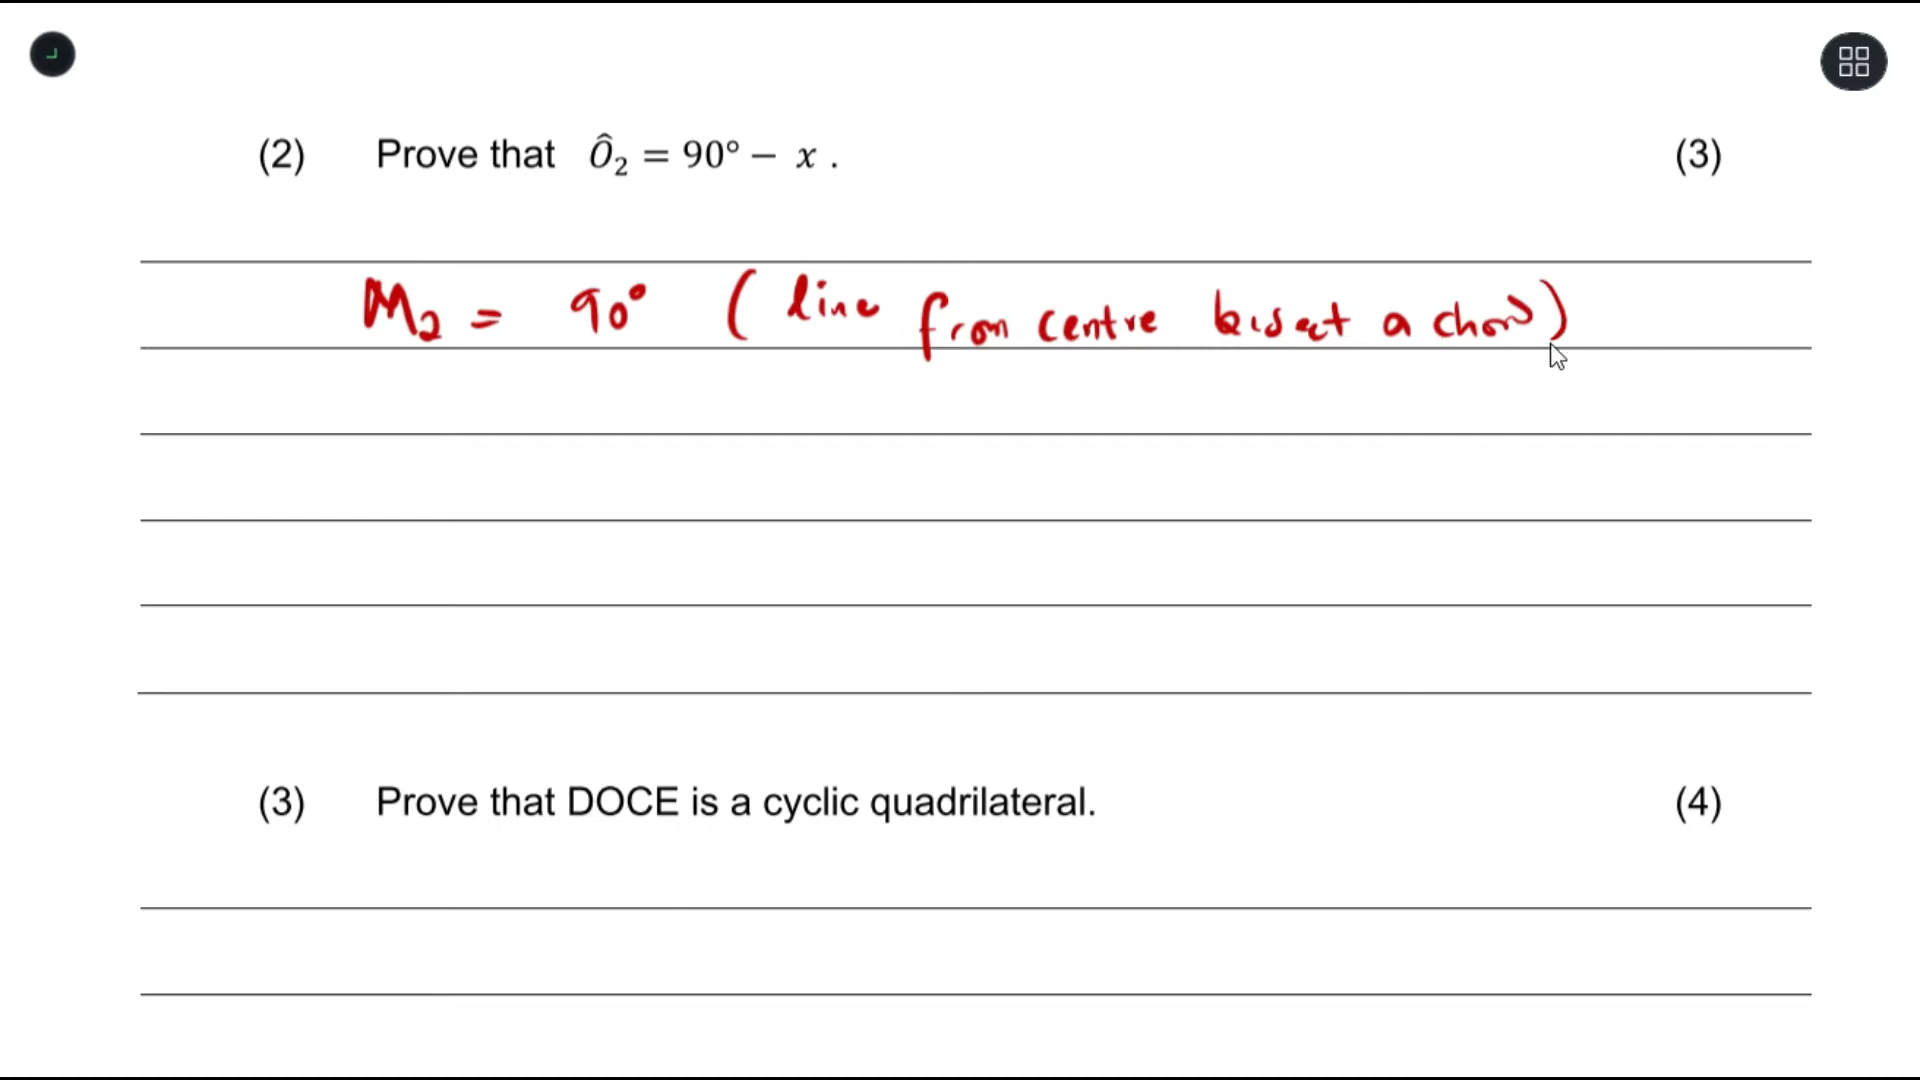 (2) Prove that Ô₂ = 90° − x . (3)
M₂ = 90° ( line from centre bisect a chord)
(3) Prove that DOCE is a cyclic quadrilateral. (4)